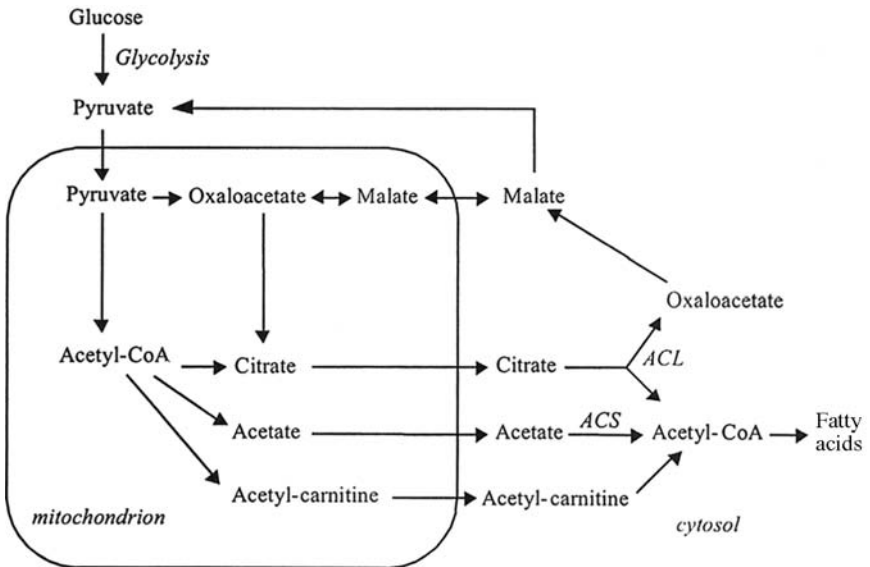 Glucose
Glycolysis
Pyruvate
Pyruvate
Oxaloacetate
Malate
Malate
Oxaloacetate
Acetyl-CoA
Citrate
Citrate
ACL
Acetate
Acetate
ACS
Acetyl-CoA
Fatty
acids
Acetyl-carnitine
Acetyl-carnitine
mitochondrion
cytosol